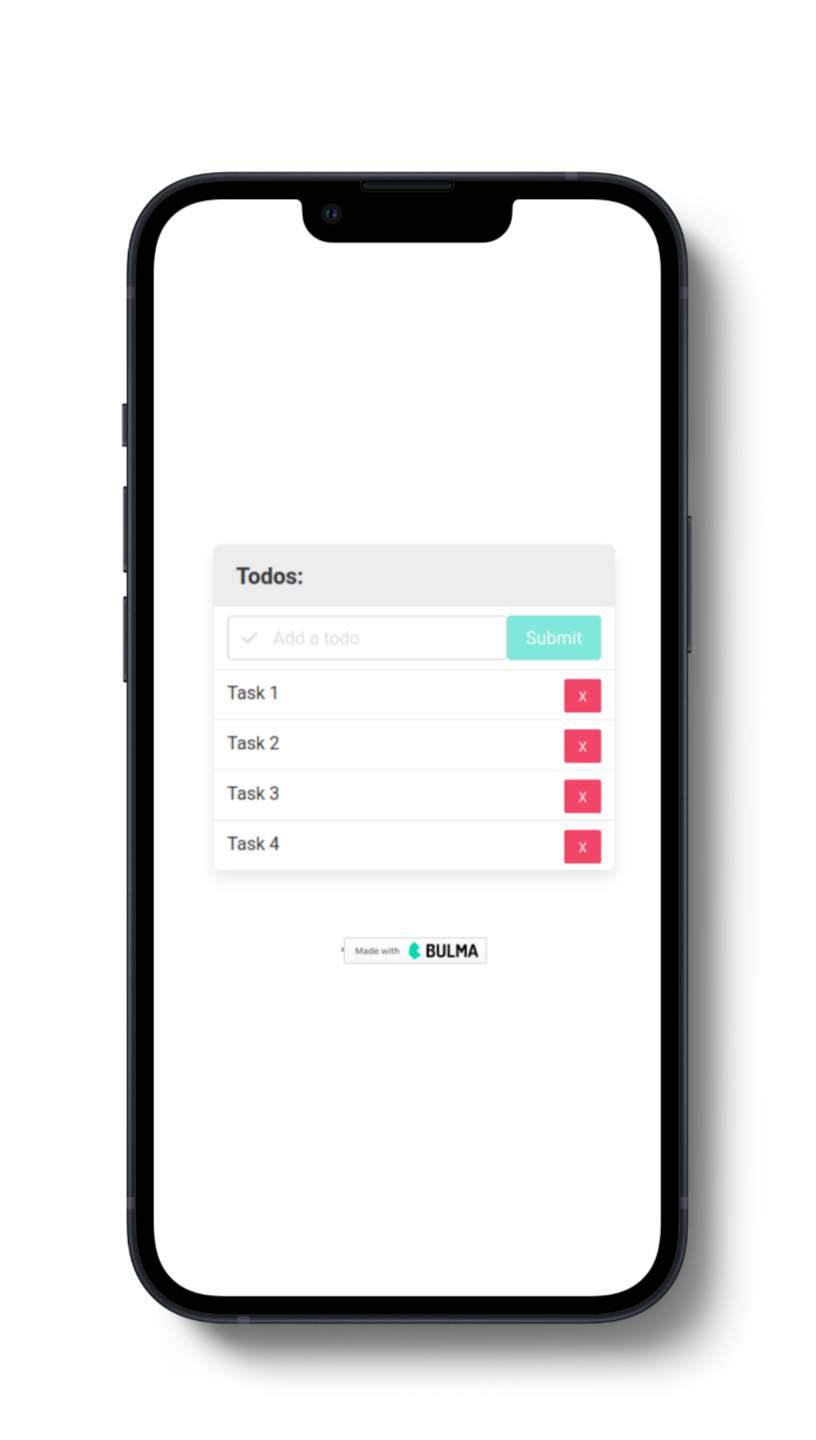 Todos:
Add a todo Submit
Task 1 X
Task 2 X
Task 3 X
Task 4 X
Made with BULMA